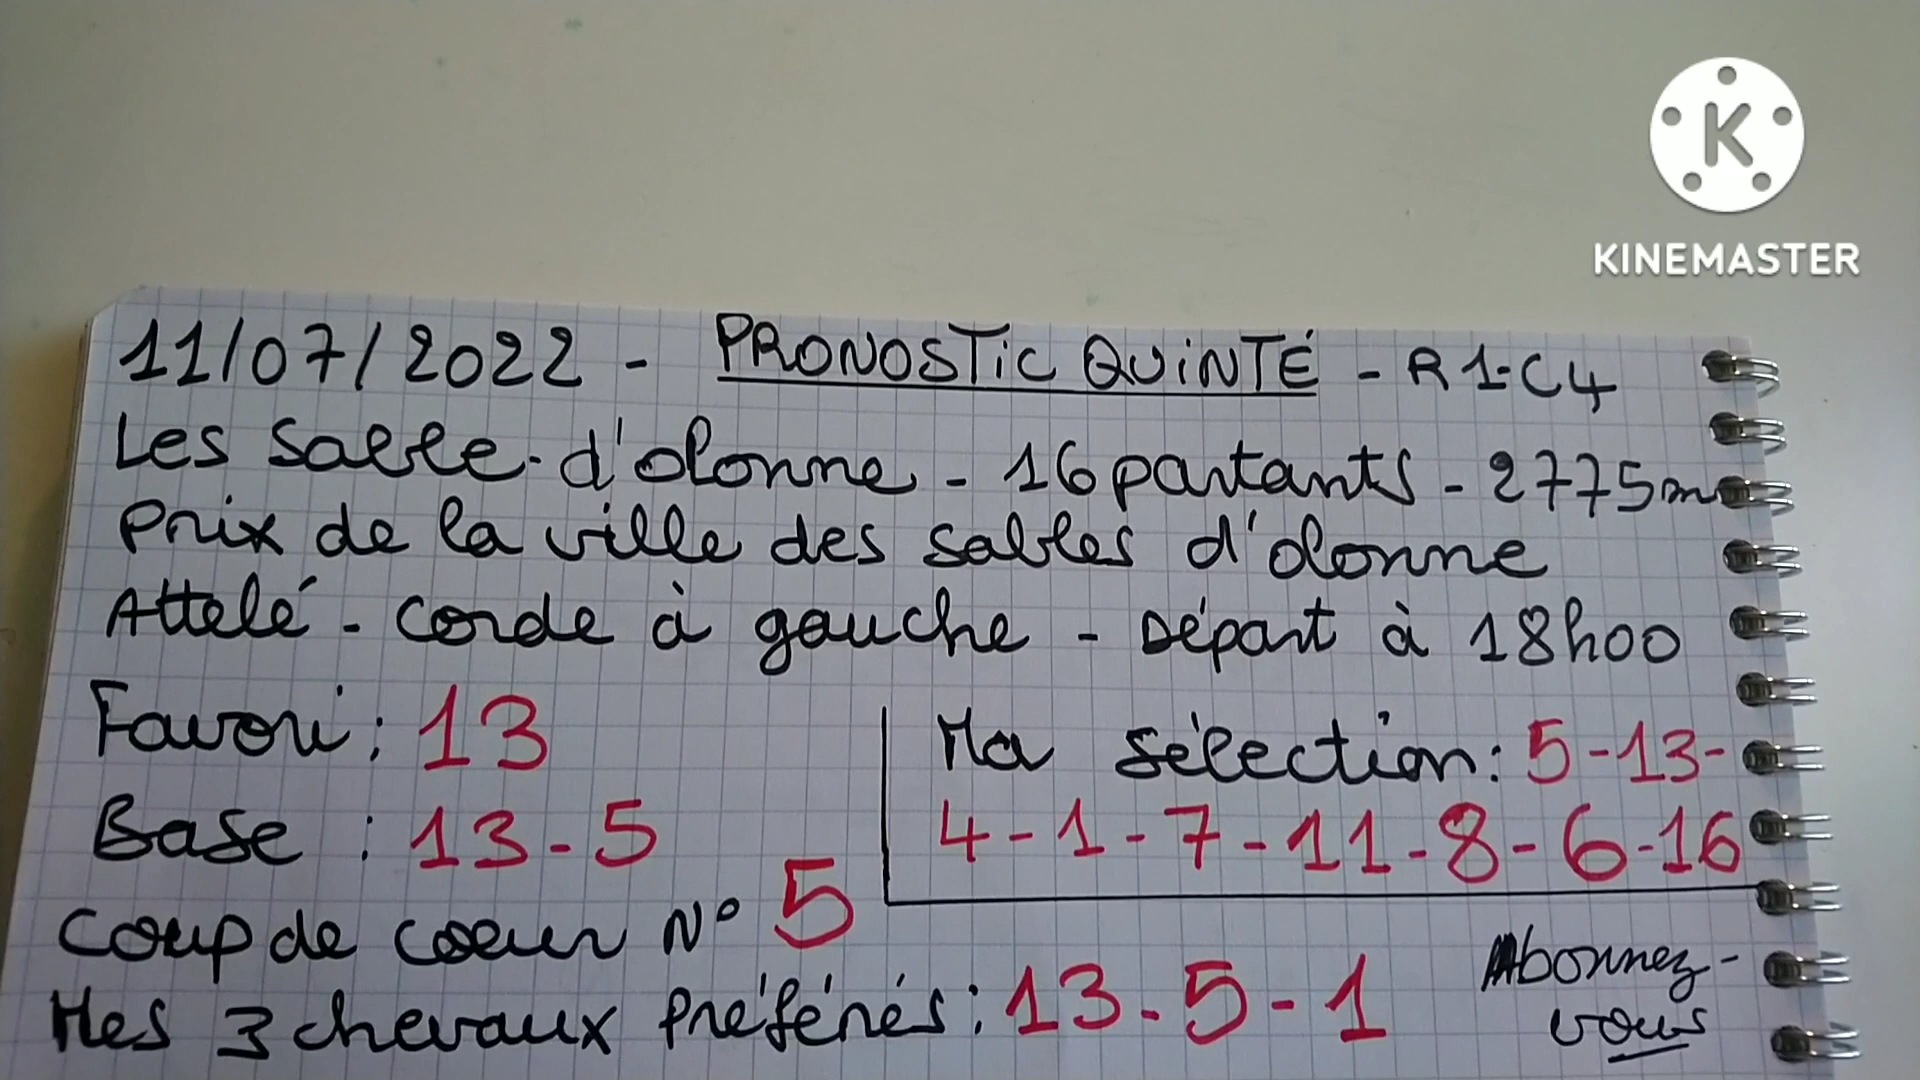 KINEMASTER
11/07/2022 - PRONOSTiC QUiNTÉ - R1-C4
Les Sable-d'olonne - 16 partants - 2775m
Prix de la ville des sables d'olonne
Attelé - corde à gauche - Départ à 18h00
Favori : 13
Base : 13-5
Ma sélection : 5-13-
4-1-7-11-8-6-16
Coup de coeur N° 5
Mes 3 chevaux préférés : 13-5-1
Abonnez-
vous